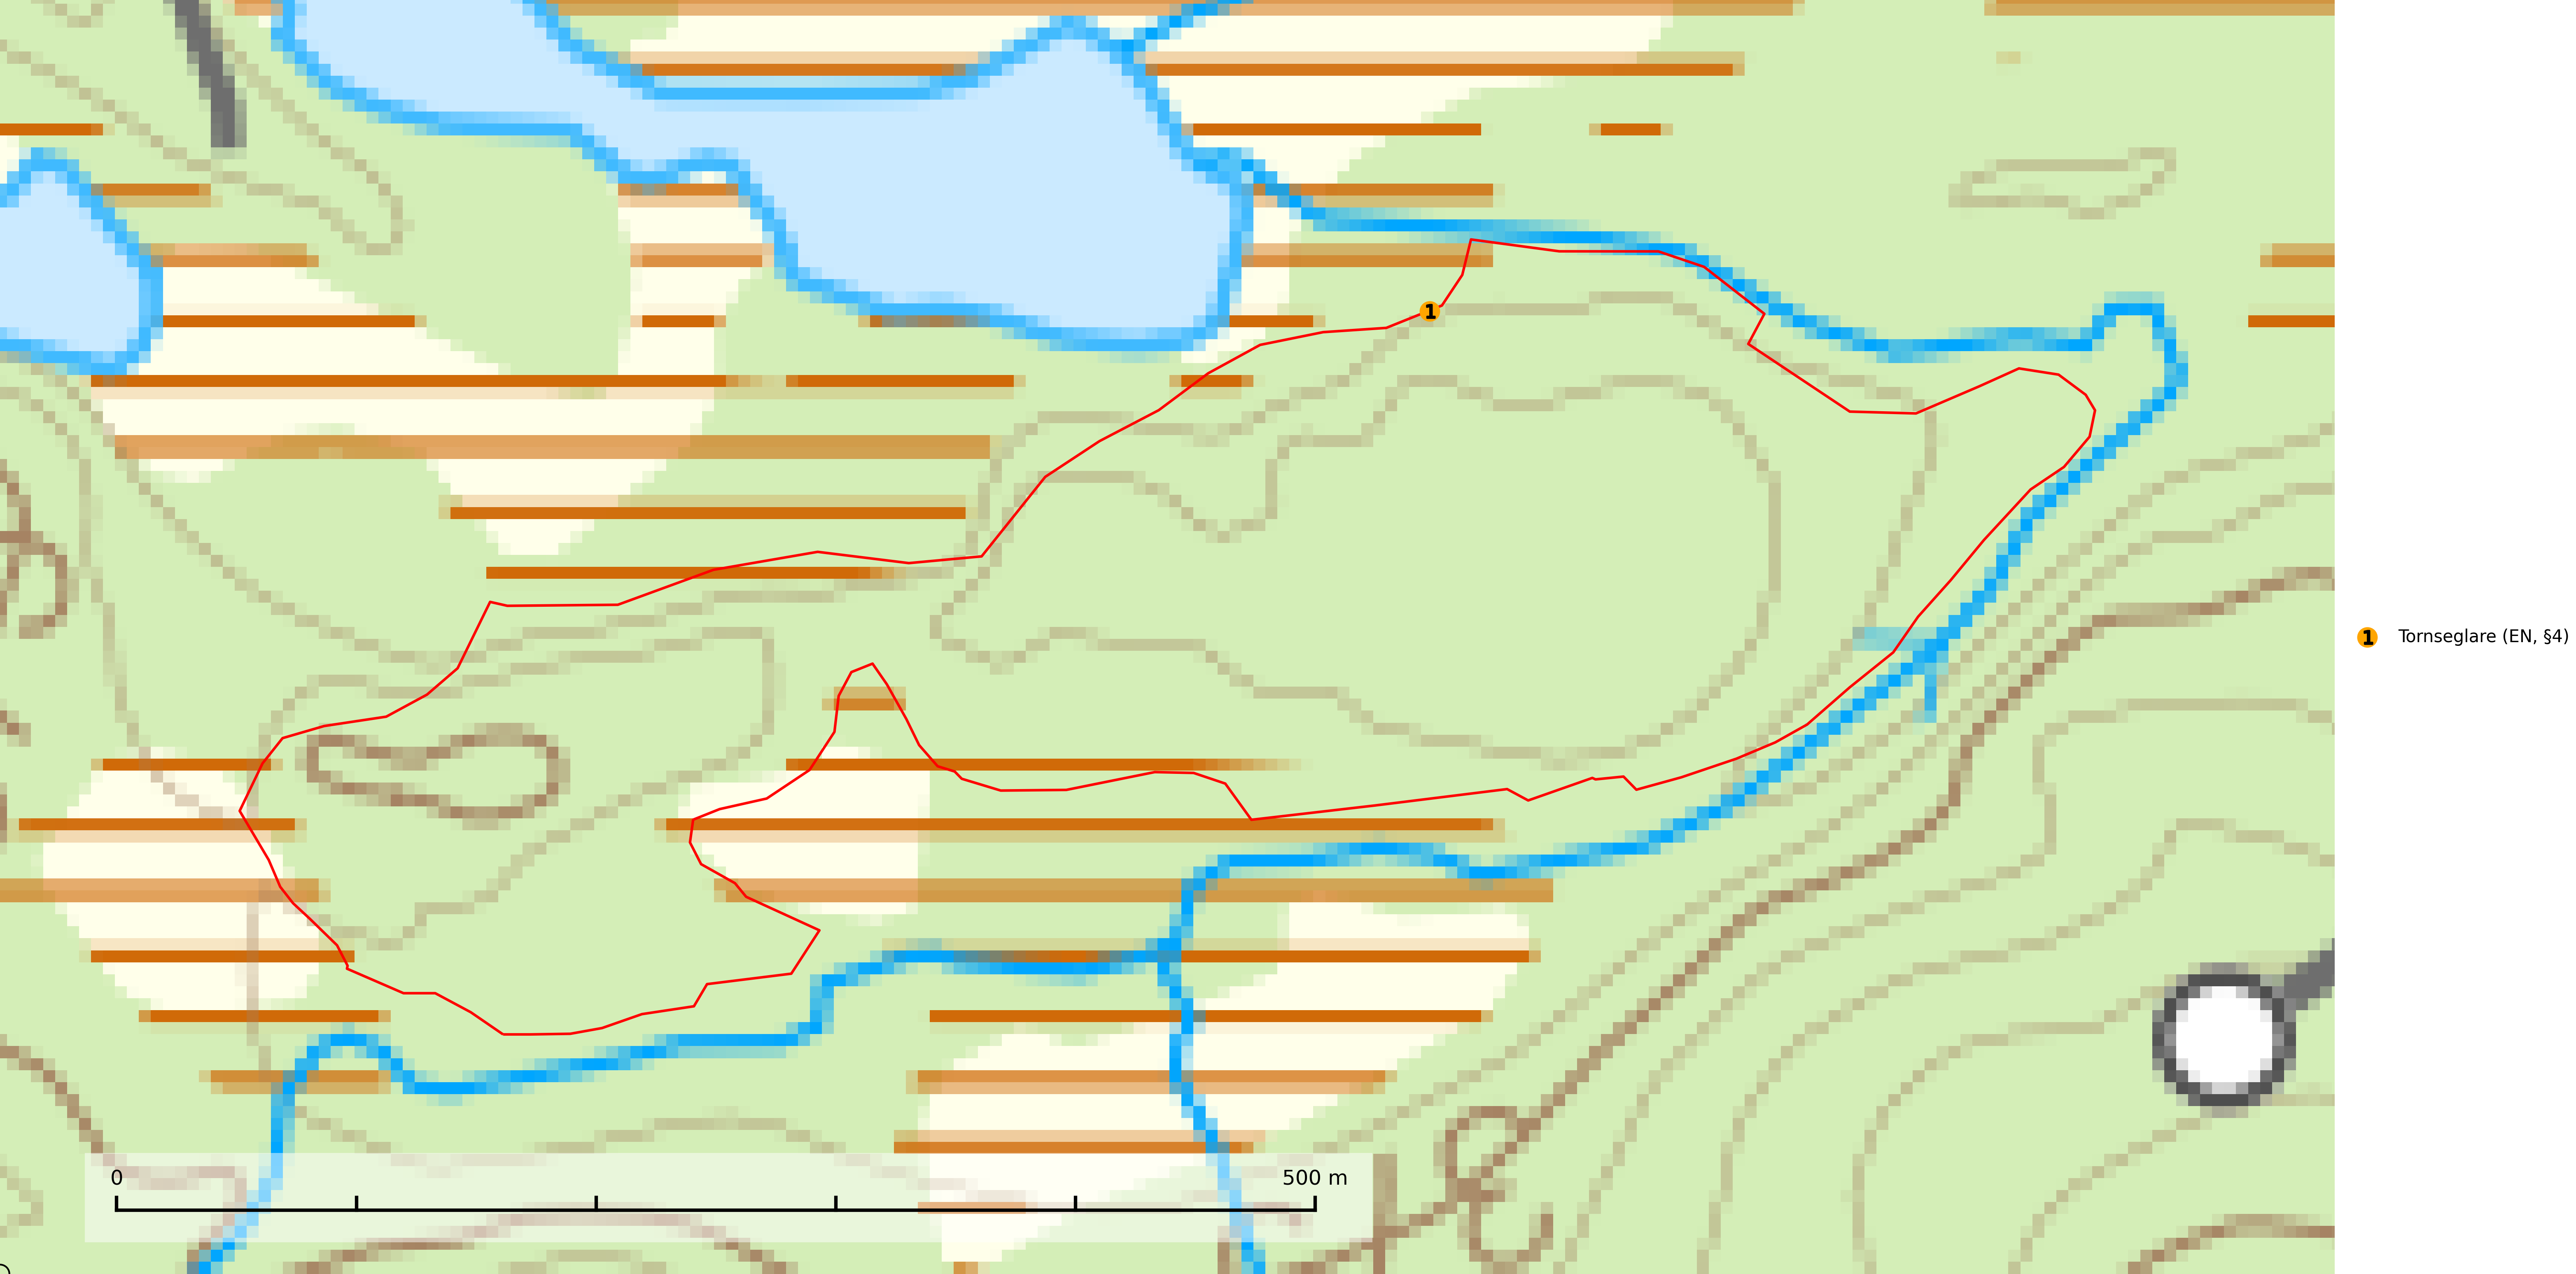 1
1 Tornseglare (EN, §4)
0 500 m